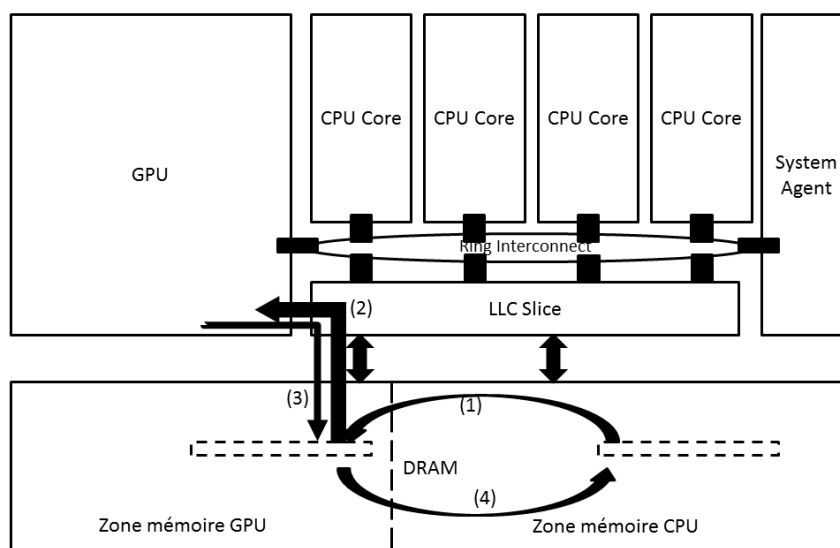 GPU
CPU Core
CPU Core
CPU Core
CPU Core
System
Agent
Ring Interconnect
LLC Slice
(2)
(3)
(1)
DRAM
(4)
Zone mémoire GPU
Zone mémoire CPU